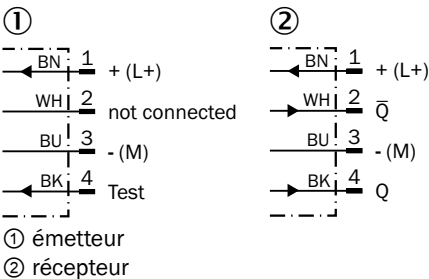 ① ②
BN 1 + (L+) BN 1 + (L+)
WH 2 not connected WH 2 Q̅
BU 3 - (M) BU 3 - (M)
BK 4 Test BK 4 Q
① émetteur
② récepteur